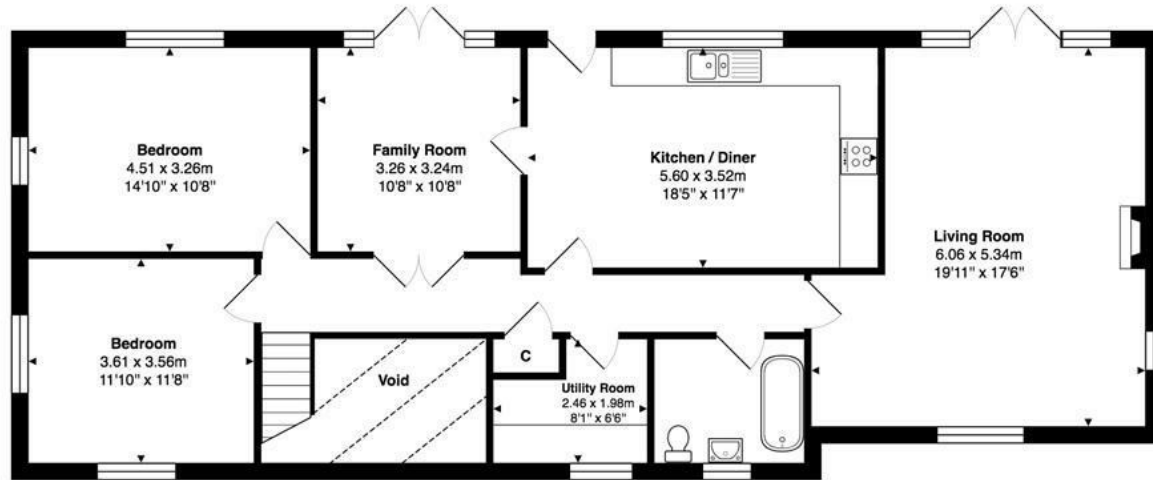 Bedroom
4.51 x 3.26m
14'10" x 10'8"
Family Room
3.26 x 3.24m
10'8" x 10'8"
Kitchen / Diner
5.60 x 3.52m
18'5" x 11'7"
Living Room
6.06 x 5.34m
19'11" x 17'6"
Bedroom
3.61 x 3.56m
11'10" x 11'8"
Void
C
Utility Room
2.46 x 1.98m
8'1" x 6'6"